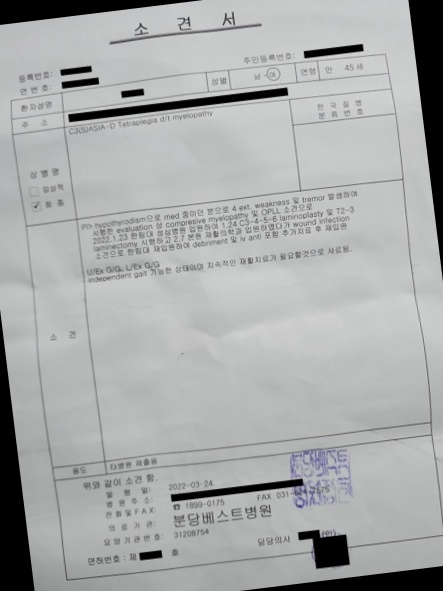 소 견 서
등록번호:
연 번호:
주민등록번호:
환자성명
성별
남·여
연령
만 45 세
주 소
C3(S)ASIA-D Tetraplegia d/t myelopathy
한 국 질 병
분 류 번 호
상 병 명
임상적
최 종
hypothyrodism으로 med 중이던 분으로 4 ext. weakness 및 tremor 발생하여
시행한 evaluation 상 compresive myelopathy 및 OPLL 소견으로
2022.1.23 한림대 성심병원 입원하여 1.24 C3-4-5-6 laminoplasty 및 T2-3
laminectomy 시행하고 2.7 본원 재활의학과 입원하였다가 wound infection
소견으로 한림대 재입원하여 debriment 및 iv anti 포함 추가치료 후 재입원
U/Ex G/G, L/Ex G/G
independent gait 가능한 상태이며 지속적인 재활치료가 필요할것으로 사료됨.
소 견
용도
타병원 제출용
위와 같이 소견 함.
발 행 일: 2022-03-24
병 원 주 소:
전 화 및 F A X: ☎ 1899-0175 FAX 031-
의 료 기 관: 분당베스트병원
요 양 기 관 번 호: 31208754
담당의사
(인)
면허번호 : 제 호